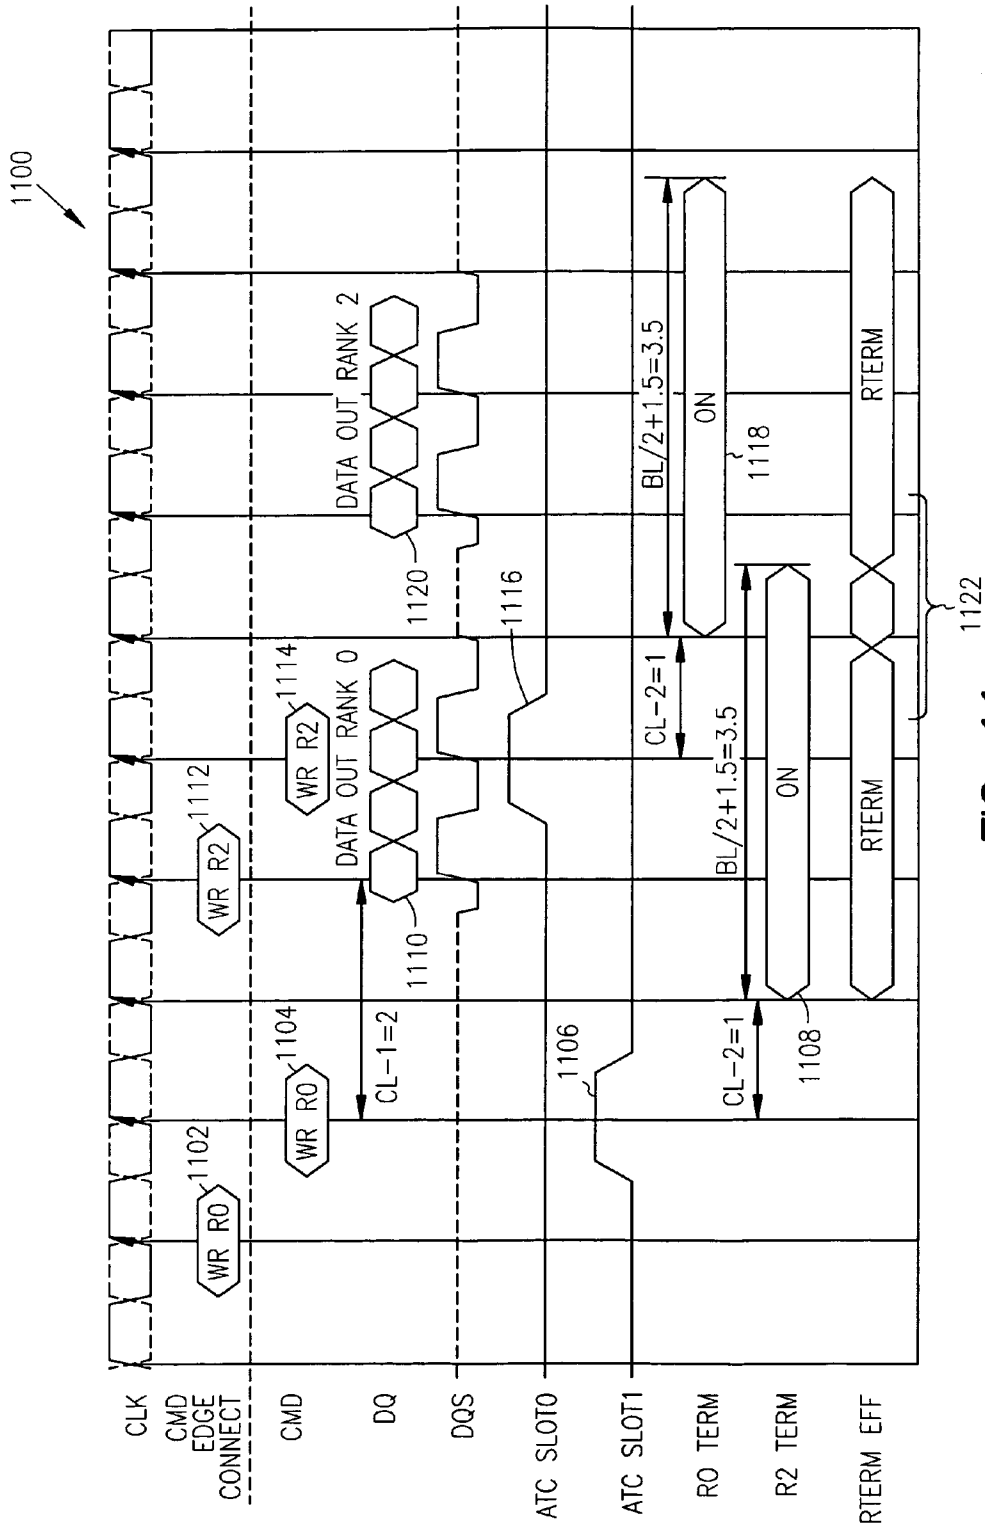 1100
CLK
CMD
EDGE
CONNECT
WR R0
1102
WR R2
1112
CMD
WR R0
1104
WR R2
1114
DATA OUT RANK 0
DATA OUT RANK 2
CL-1=2
DQ
1110
1120
DQS
ATC SLOT0
1116
ATC SLOT1
1106
CL-2=1
BL/2+1.5=3.5
R0 TERM
ON
1118
CL-2=1
BL/2+1.5=3.5
R2 TERM
ON
1108
RTERM EFF
RTERM
RTERM
1122